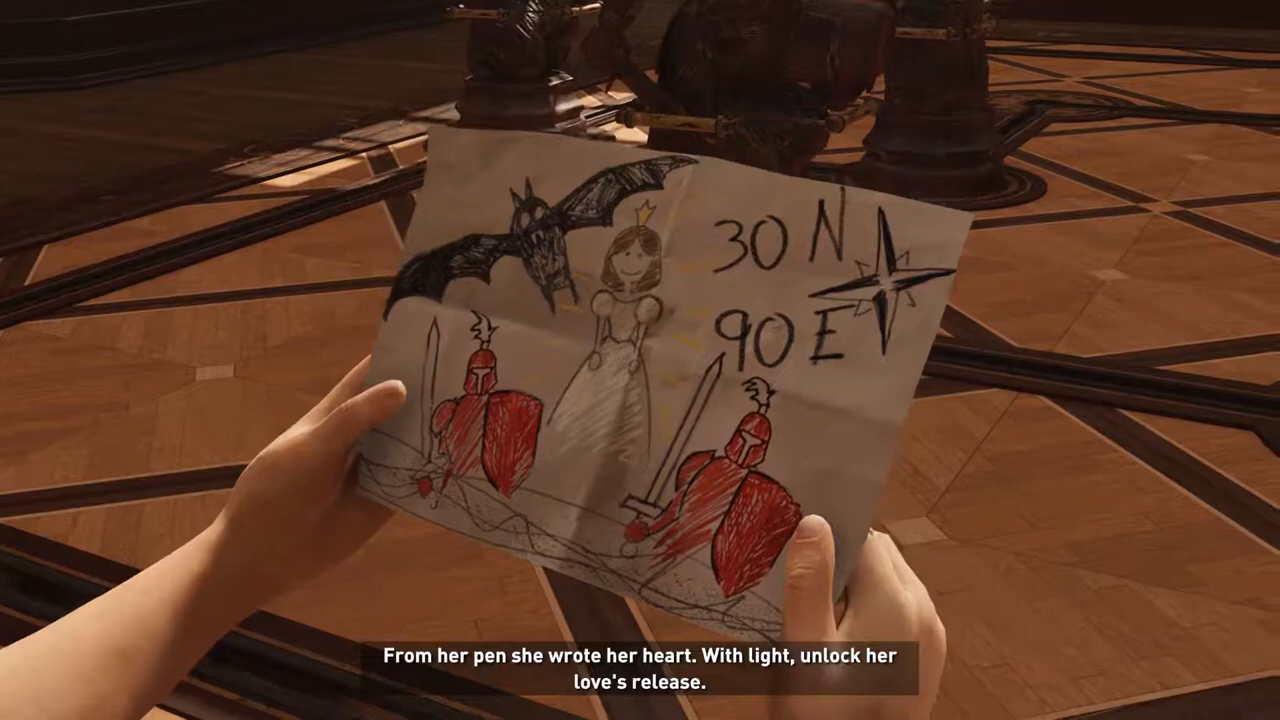 30 N
90 E
From her pen she wrote her heart. With light, unlock her
love's release.